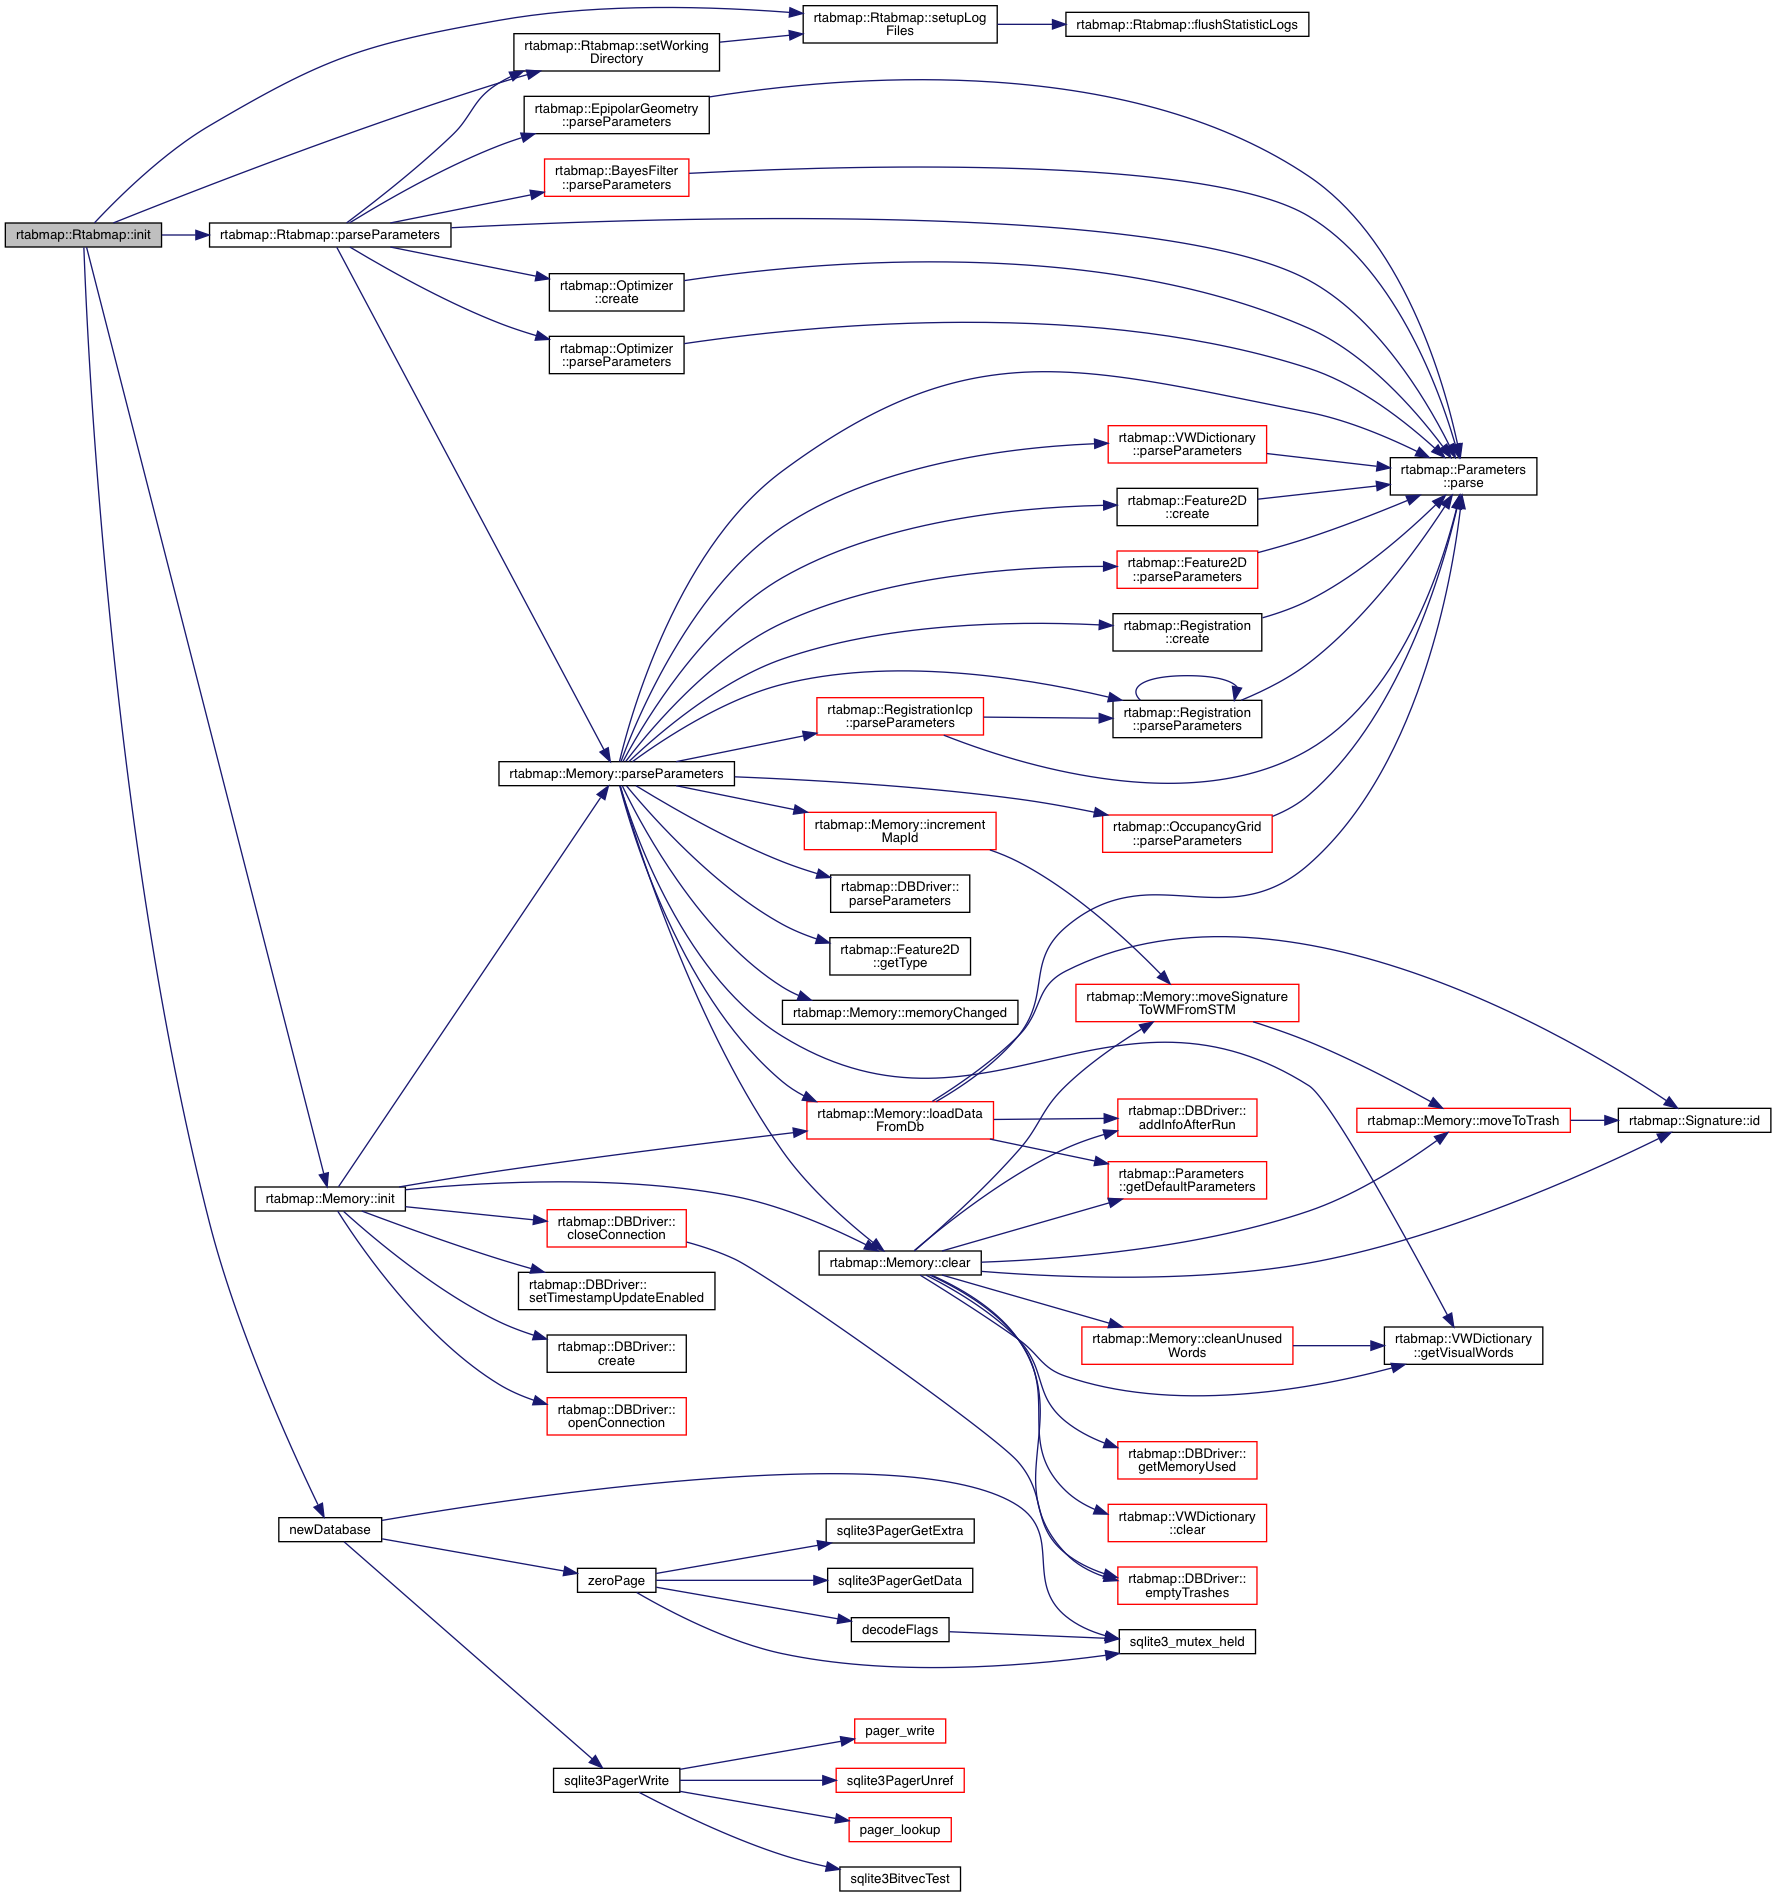 rtabmap::Rtabmap::init
rtabmap::Rtabmap::setupLog
Files
rtabmap::Rtabmap::flushStatisticLogs
rtabmap::Rtabmap::setWorking
Directory
rtabmap::EpipolarGeometry
::parseParameters
rtabmap::BayesFilter
::parseParameters
rtabmap::Rtabmap::parseParameters
rtabmap::Optimizer
::create
rtabmap::Optimizer
::parseParameters
rtabmap::VWDictionary
::parseParameters
rtabmap::Parameters
::parse
rtabmap::Feature2D
::create
rtabmap::Feature2D
::parseParameters
rtabmap::Registration
::create
rtabmap::RegistrationIcp
::parseParameters
rtabmap::Registration
::parseParameters
rtabmap::Memory::parseParameters
rtabmap::Memory::increment
MapId
rtabmap::OccupancyGrid
::parseParameters
rtabmap::DBDriver::
parseParameters
rtabmap::Feature2D
::getType
rtabmap::Memory::memoryChanged
rtabmap::Memory::moveSignature
ToWMFromSTM
rtabmap::Memory::loadData
FromDb
rtabmap::DBDriver::
addInfoAfterRun
rtabmap::Memory::moveToTrash
rtabmap::Signature::id
rtabmap::Parameters
::getDefaultParameters
rtabmap::Memory::init
rtabmap::DBDriver::
closeConnection
rtabmap::Memory::clear
rtabmap::DBDriver::
setTimestampUpdateEnabled
rtabmap::Memory::cleanUnused
Words
rtabmap::VWDictionary
::getVisualWords
rtabmap::DBDriver::
create
rtabmap::DBDriver::
openConnection
rtabmap::DBDriver::
getMemoryUsed
rtabmap::VWDictionary
::clear
newDatabase
sqlite3PagerGetExtra
zeroPage
sqlite3PagerGetData
rtabmap::DBDriver::
emptyTrashes
decodeFlags
sqlite3_mutex_held
pager_write
sqlite3PagerWrite
sqlite3PagerUnref
pager_lookup
sqlite3BitvecTest